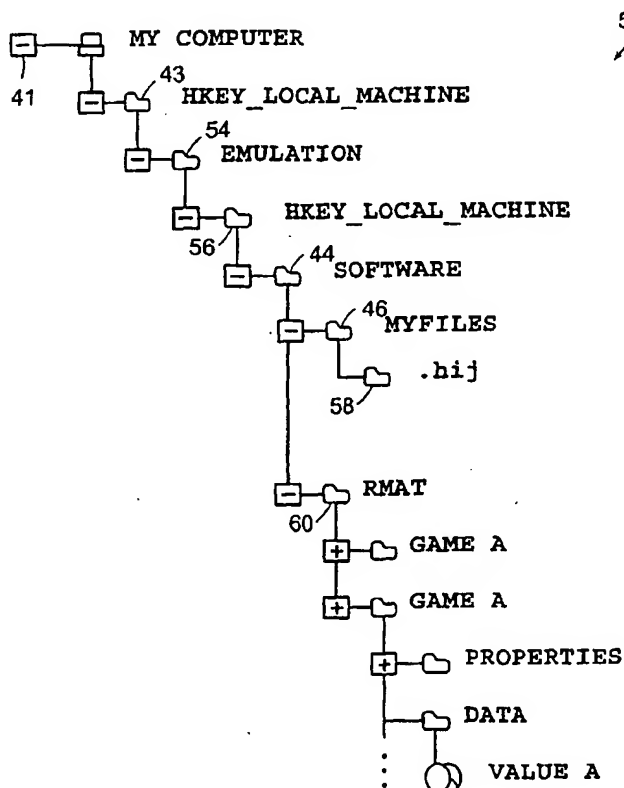 5
MY COMPUTER
41
43
HKEY_LOCAL_MACHINE
54
EMULATION
56
HKEY_LOCAL_MACHINE
44
SOFTWARE
46
MYFILES
.hij
58
RMAT
60
GAME A
GAME A
PROPERTIES
DATA
VALUE A